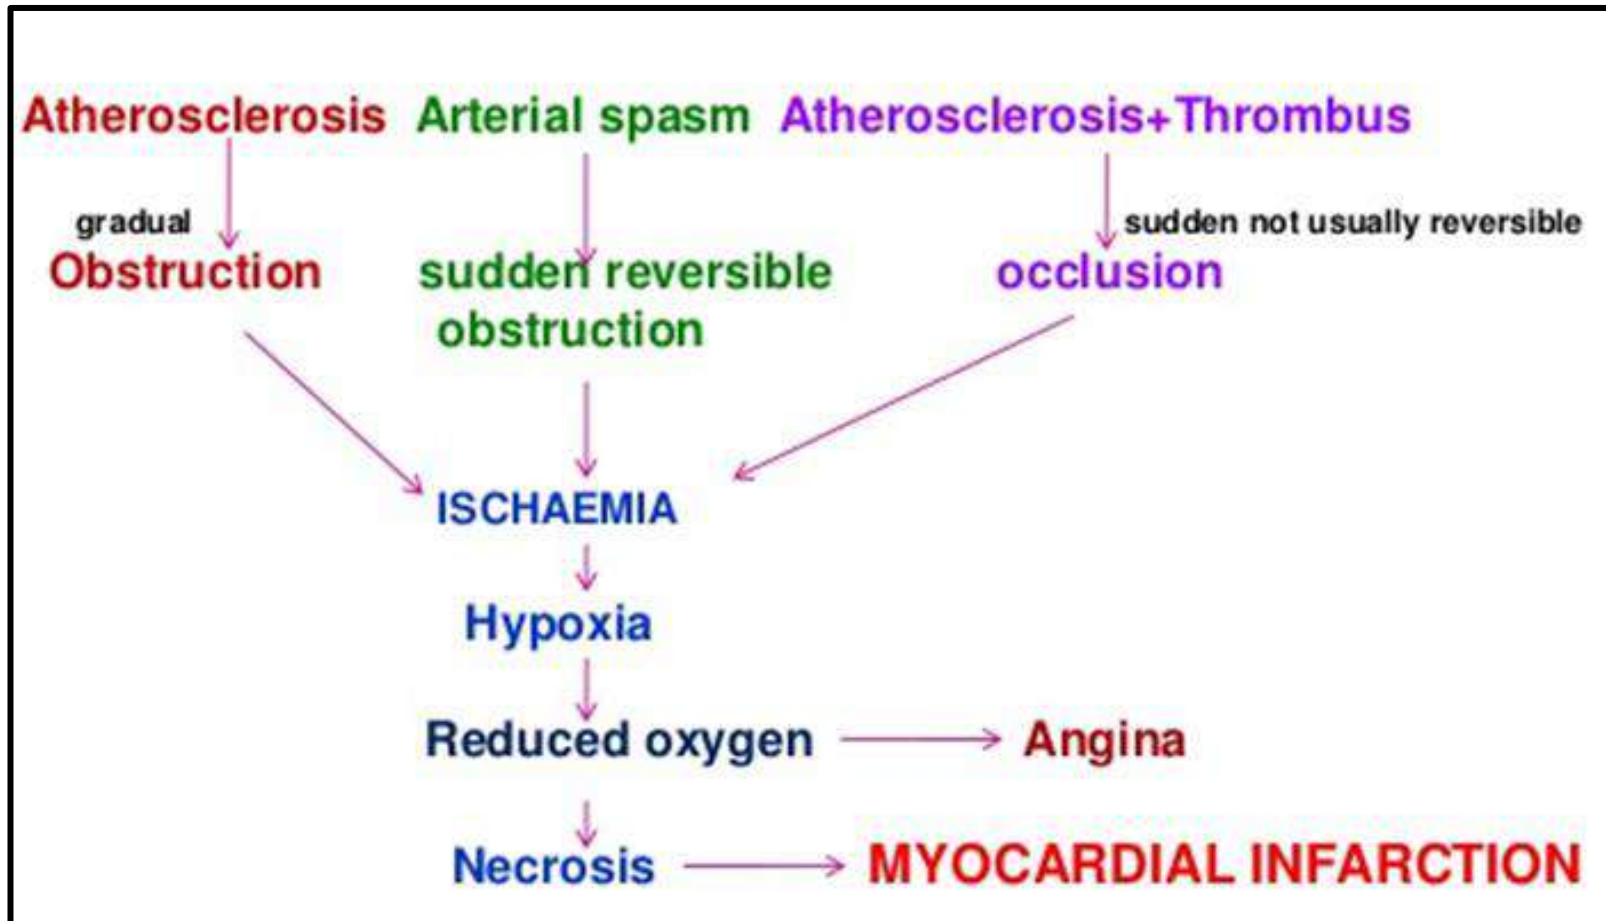 Atherosclerosis Arterial spasm Atherosclerosis+Thrombus
gradual sudden not usually reversible
Obstruction sudden reversible occlusion
obstruction
ISCHAEMIA
Hypoxia
Reduced oxygen Angina
Necrosis MYOCARDIAL INFARCTION